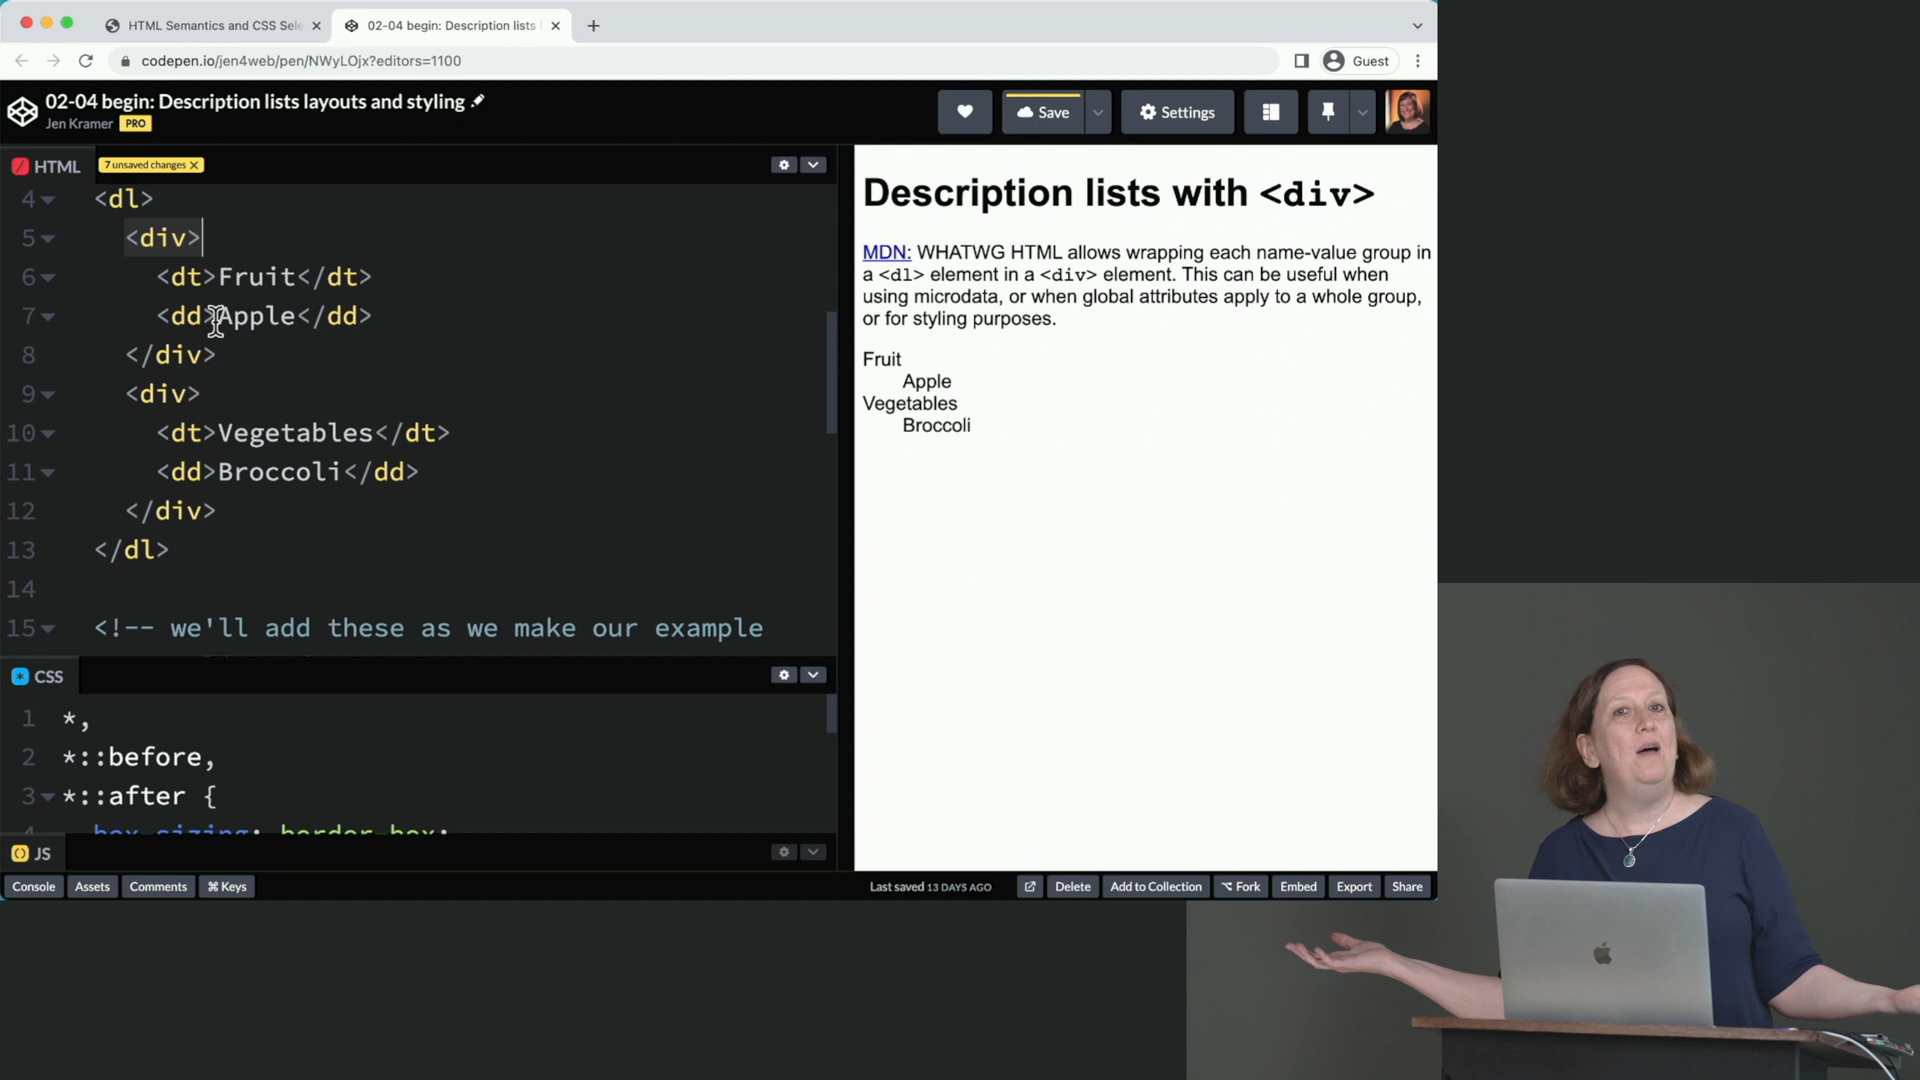 HTML Semantics and CSS Sele
02-04 begin: Description lists
codepen.io/jen4web/pen/NWyLOjx?editors=1100
Guest
02-04 begin: Description lists layouts and styling
Jen Kramer PRO
Save
Settings
HTML
7 unsaved changes X
4 <dl>
5 <div>
6 <dt>Fruit</dt>
7 <dd>Apple</dd>
8 </div>
9 <div>
10 <dt>Vegetables</dt>
11 <dd>Broccoli</dd>
12 </div>
13 </dl>
14
15 <!-- we'll add these as we make our example
CSS
1 *,
2 *::before,
3 *::after {
4 box-sizing: border-box;
JS
Description lists with <div>
MDN: WHATWG HTML allows wrapping each name-value group in
a <dl> element in a <div> element. This can be useful when
using microdata, or when global attributes apply to a whole group,
or for styling purposes.
Fruit
Apple
Vegetables
Broccoli
Console Assets Comments ⌘ Keys
Last saved 13 DAYS AGO
Delete Add to Collection Fork Embed Export Share